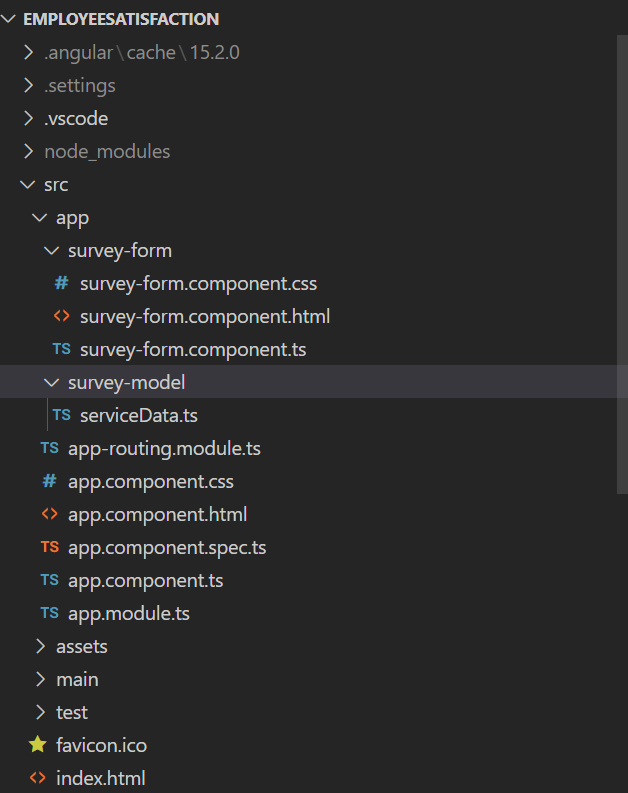 EMPLOYEESATISFACTION
.angular\cache\15.2.0
.settings
.vscode
node_modules
src
app
survey-form
# survey-form.component.css
<> survey-form.component.html
TS survey-form.component.ts
survey-model
TS serviceData.ts
TS app-routing.module.ts
# app.component.css
<> app.component.html
TS app.component.spec.ts
TS app.component.ts
TS app.module.ts
assets
main
test
favicon.ico
<> index.html